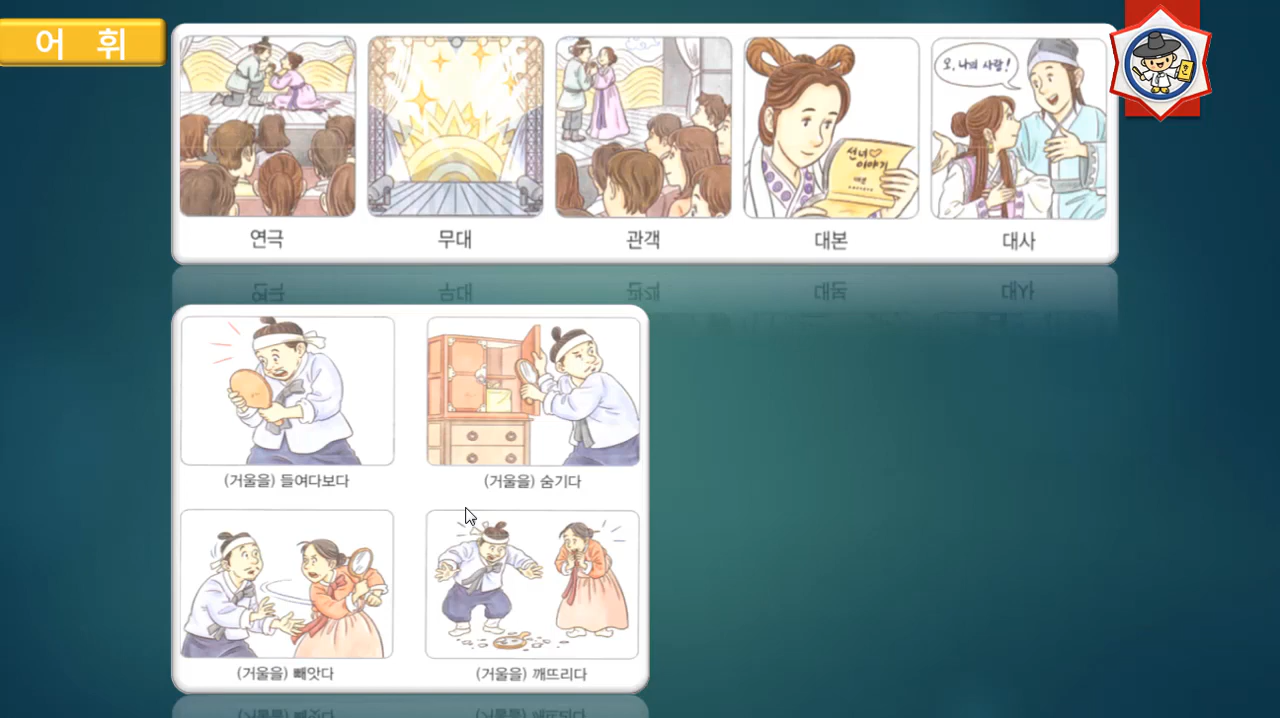 어 휘
오, 나의 사랑!
선녀♡
이야기
대본
연극
무대
관객
대본
대사
(거울을) 들여다보다
(거울을) 숨기다
(거울을) 빼앗다
(거울을) 깨뜨리다